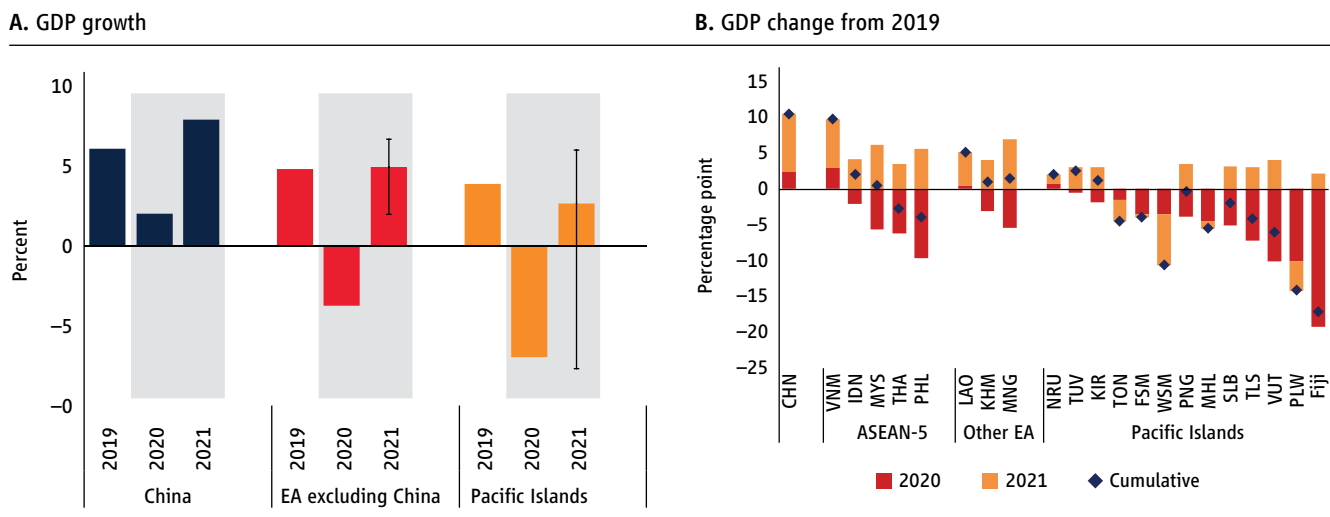 A. GDP growth
Percent
10
5
0
–5
–0
2019
2020
2021
2019
2020
2021
2019
2020
2021
China
EA excluding China
Pacific Islands
B. GDP change from 2019
Percentage point
15
10
5
0
–5
–10
–15
–20
–25
CHN
VNM
IDN
MYS
THA
PHL
LAO
KHM
MNG
NRU
TUV
KIR
TON
FSM
WSM
PNG
MHL
SLB
TLS
VUT
PLW
Fiji
ASEAN-5
Other EA
Pacific Islands
2020
2021
Cumulative